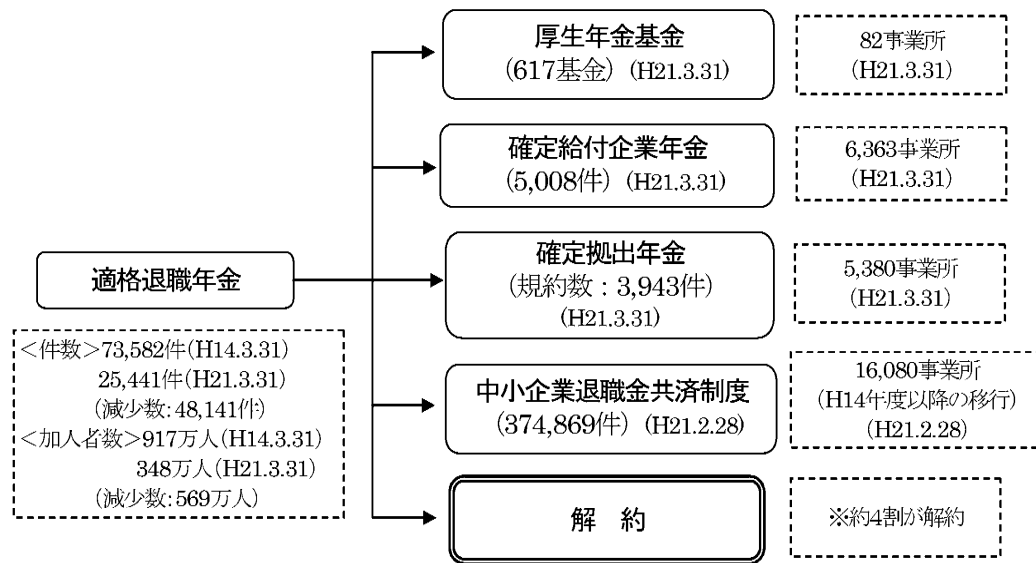 厚生年金基金
(617基金) (H21.3.31)
82事業所
(H21.3.31)
確定給付企業年金
(5,008件) (H21.3.31)
6,363事業所
(H21.3.31)
適格退職年金
確定拠出年金
(規約数：3,943件)
(H21.3.31)
5,380事業所
(H21.3.31)
＜件数＞73,582件(H14.3.31)
25,441件(H21.3.31)
(減少数:48,141件)
＜加入者数＞917万人(H14.3.31)
348万人(H21.3.31)
(減少数:569万人)
中小企業退職金共済制度
(374,869件) (H21.2.28)
16,080事業所
(H14年度以降の移行)
(H21.2.28)
解　約
※約4割が解約